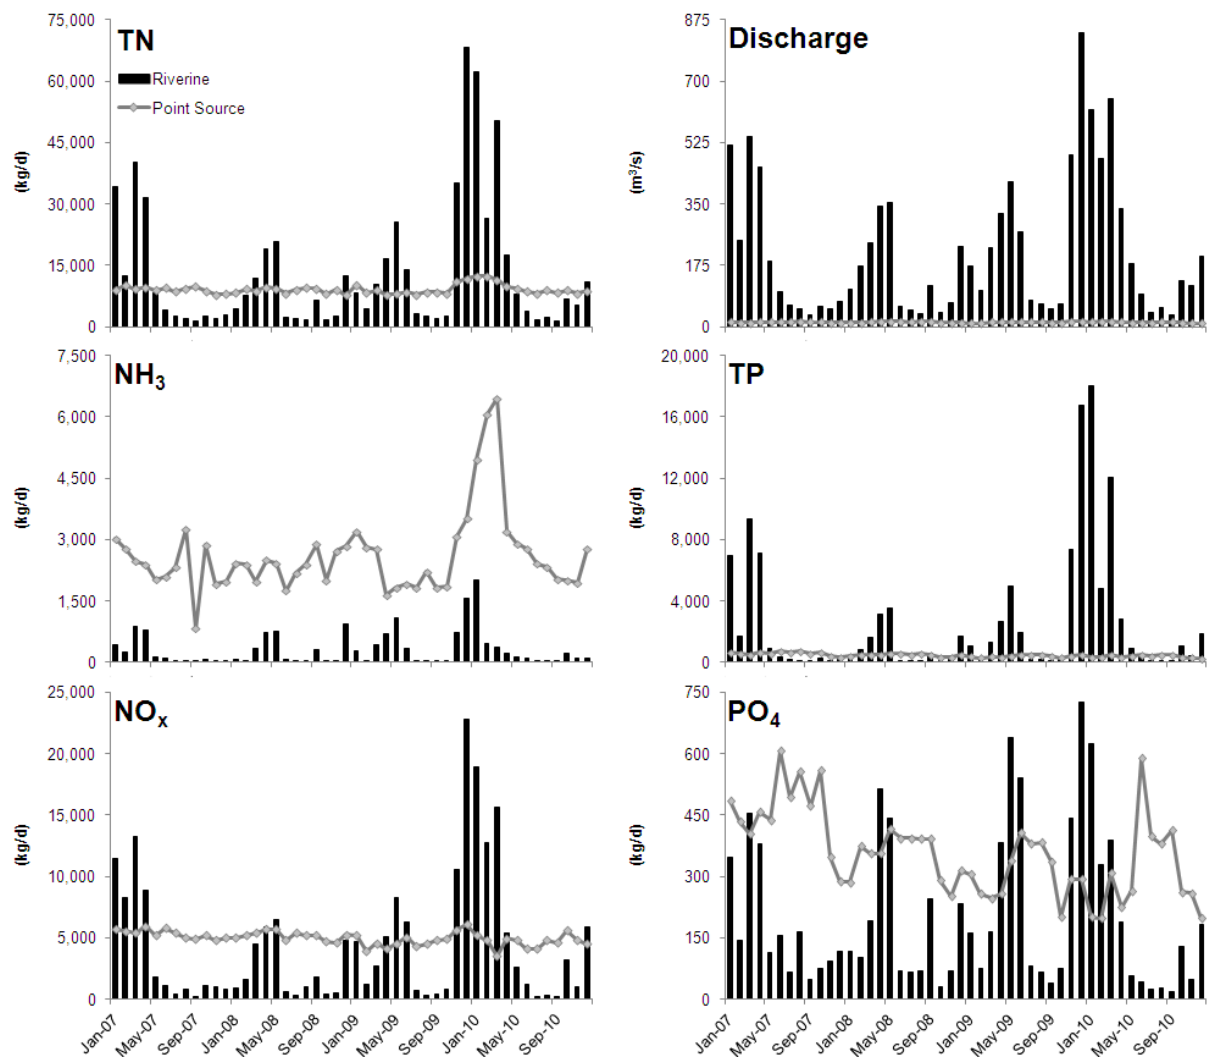 TN
Riverine
Point Source
75,000
60,000
45,000
30,000
15,000
0
(kg/d)
Discharge
875
700
525
350
175
0
(m³/s)
NH₃
7,500
6,000
4,500
3,000
1,500
0
(kg/d)
TP
20,000
16,000
12,000
8,000
4,000
0
(kg/d)
NOₓ
25,000
20,000
15,000
10,000
5,000
0
(kg/d)
Jan-07
May-07
Sep-07
Jan-08
May-08
Sep-08
Jan-09
May-09
Sep-09
Jan-10
May-10
Sep-10
PO₄
750
600
450
300
150
0
(kg/d)
Jan-07
May-07
Sep-07
Jan-08
May-08
Sep-08
Jan-09
May-09
Sep-09
Jan-10
May-10
Sep-10